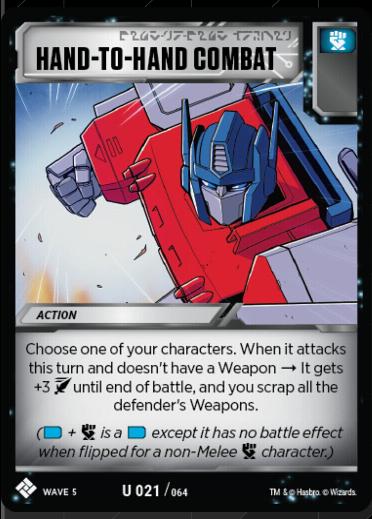 HAND-TO-HAND COMBAT
ACTION
Choose one of your characters. When it attacks
this turn and doesn't have a Weapon → It gets
+3 until end of battle, and you scrap all the
defender's Weapons.
( + is a except it has no battle effect
when flipped for a non-Melee character.)
WAVE 5 U 021 / 064 TM & © Hasbro. © Wizards.